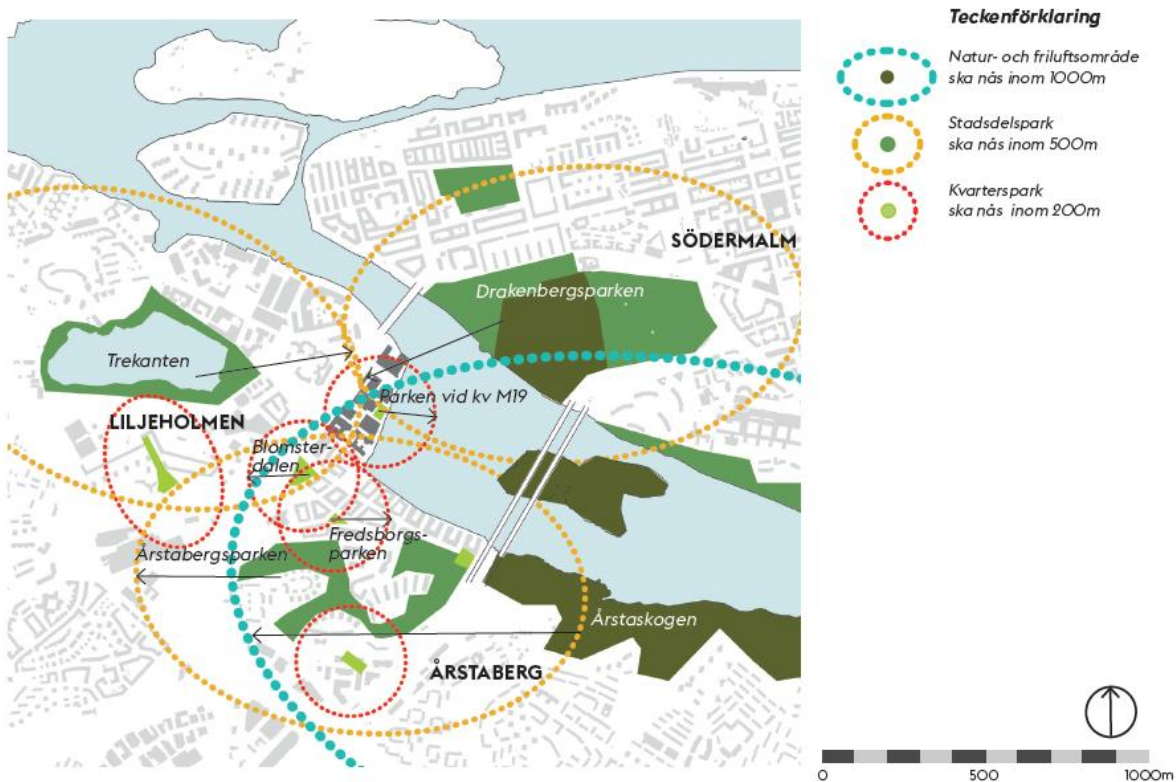 Teckenförklaring
Natur- och friluftsområde
ska nås inom 1000m
Stadsdelspark
ska nås inom 500m
Kvarterspark
ska nås inom 200m
SÖDERMALM
Drakenbergsparken
Trekanten
Parken vid kv M19
LILJEHOLMEN
Blomster-
dalen
Fredsborgs-
parken
Årstabergsparken
Årstaskogen
ÅRSTABERG
0 500 1000m